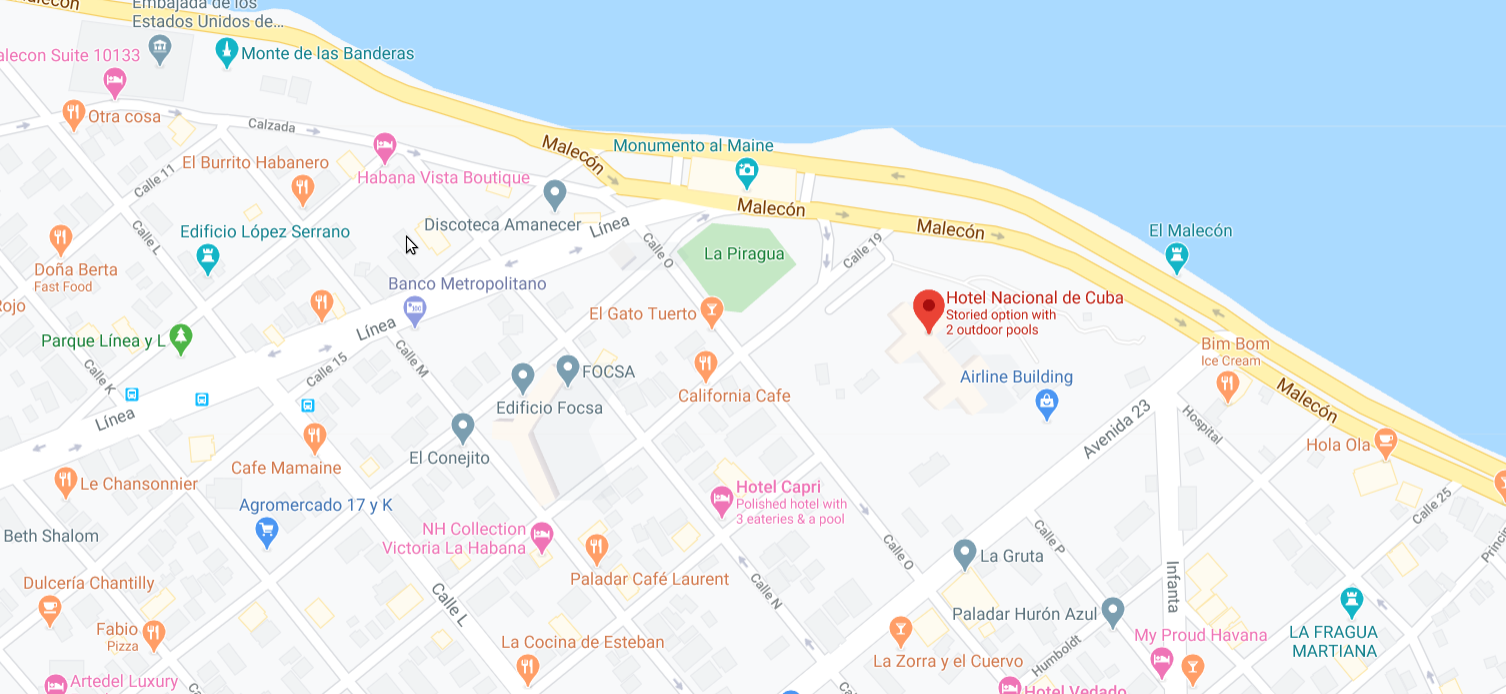 Embajada de los
Estados Unidos de...
Monte de las Banderas
Suite 10133
Otra cosa
Calzada
Malecón
Monumento al Maine
El Burrito Habanero
Habana Vista Boutique
Calle 11
Discoteca Amanecer
Línea
Malecón
Malecón
Calle L
Edificio López Serrano
Calle O
La Piragua
Calle 19
El Malecón
Doña Berta
Fast Food
Banco Metropolitano
El Gato Tuerto
Hotel Nacional de Cuba
Storied option with
2 outdoor pools
Línea
Parque Línea y L
Calle M
Calle 15
Calle K
FOCSA
Edificio Focsa
California Cafe
Airline Building
Bim Bom
Ice Cream
Malecón
Línea
Avenida 23
Hospital
Hola Ola
El Conejito
Cafe Mamaine
Le Chansonnier
Agromercado 17 y K
Hotel Capri
Polished hotel with
3 eateries & a pool
Calle 25
Beth Shalom
NH Collection
Victoria La Habana
Paladar Café Laurent
Calle O
Calle P
La Gruta
Dulcería Chantilly
Calle L
Calle N
Infanta
Paladar Hurón Azul
Fabio
Pizza
La Cocina de Esteban
La Zorra y el Cuervo
Humboldt
My Proud Havana
LA FRAGUA
MARTIANA
Artedel Luxury
Hotel Vedado